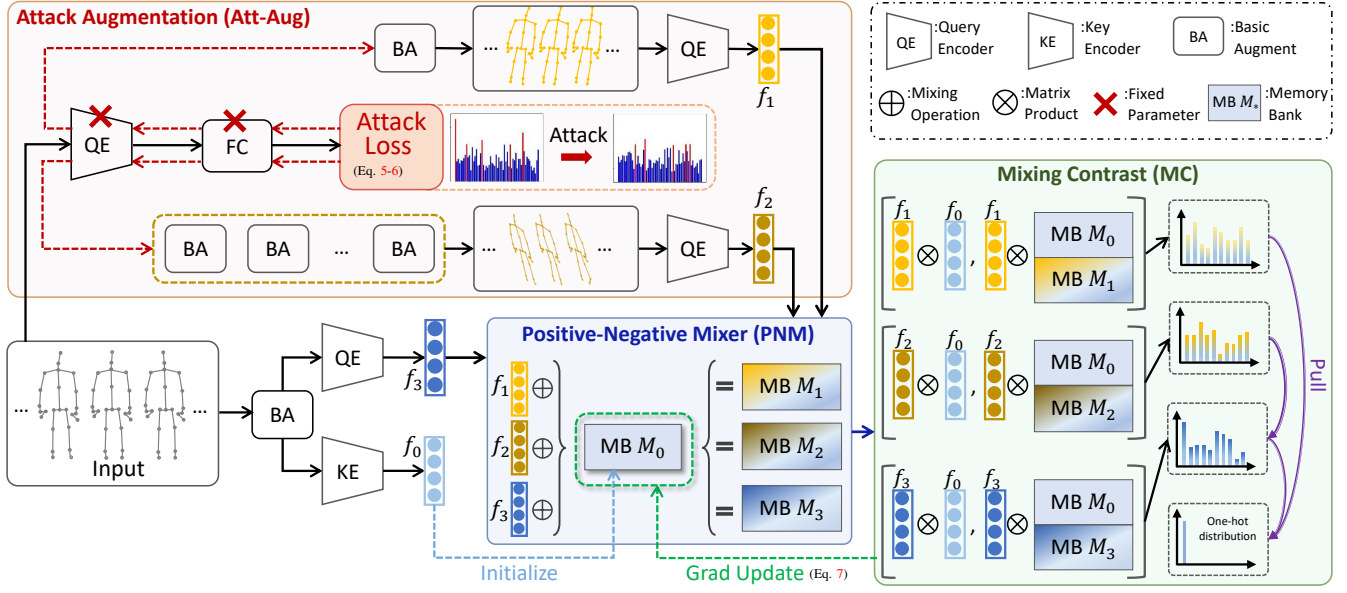 Attack Augmentation (Att-Aug)
BA
...
...
QE
f1
QE
FC
Attack
Loss
(Eq. 5-6)
Attack
f2
BA
BA
...
BA
...
...
QE
:Query
Encoder
QE
:Key
Encoder
KE
:Basic
Augment
BA
:Mixing
Operation
:Matrix
Product
:Fixed
Parameter
MB M*
:Memory
Bank
...
...
Input
BA
QE
f3
KE
f0
Initialize
Positive-Negative Mixer (PNM)
f1
f2
f3
MB M0
= MB M1
= MB M2
= MB M3
Grad Update (Eq. 7)
Mixing Contrast (MC)
f1 f0 f1
,
MB M0
MB M1
f2 f0 f2
,
MB M0
MB M2
f3 f0 f3
,
MB M0
MB M3
One-hot
distribution
Pull